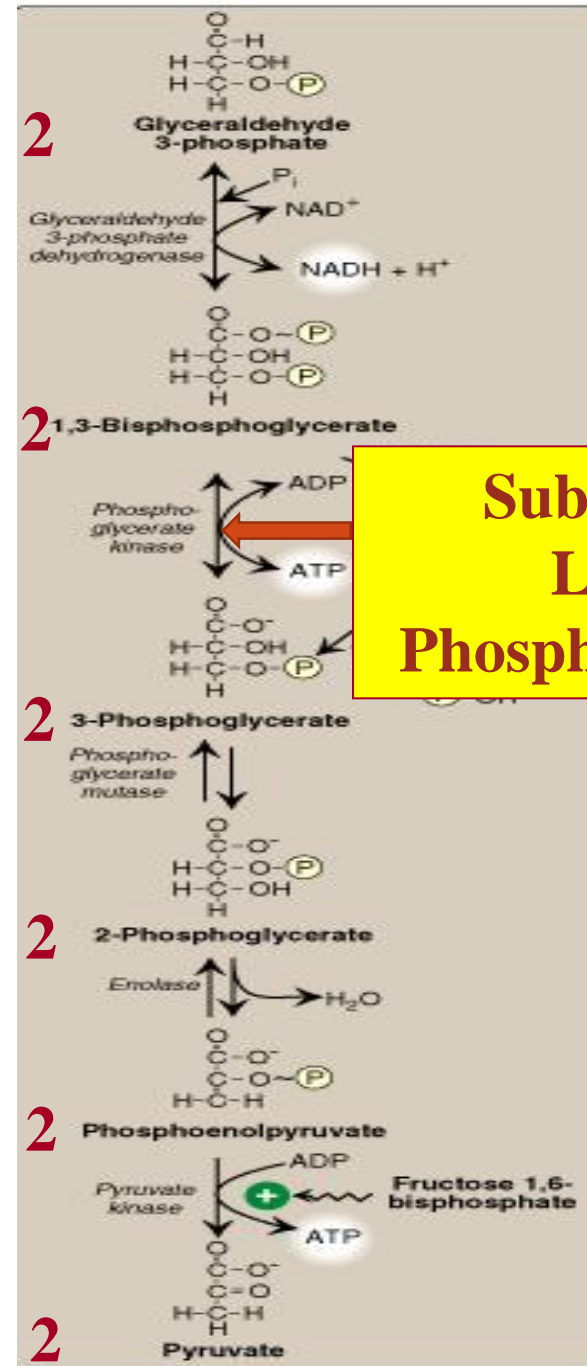 O
C-H
H-C-OH
H-C-O-P
H
2
Glyceraldehyde
3-phosphate
Pi
NAD+
Glyceraldehyde
3-phosphate
dehydrogenase
NADH + H+
O
C-O~P
H-C-OH
H-C-O-P
H
2
1,3-Bisphosphoglycerate
ADP
Phospho-
glycerate
kinase
ATP
Sub
L
Phosph
O
C-O-
H-C-OH
H-C-O-P
H
2
3-Phosphoglycerate
Phospho-
glycerate
mutase
O
C-O-
H-C-O-P
H-C-OH
H
2
2-Phosphoglycerate
Enolase
H2O
O
C-O-
C-O~P
H-C-H
2
Phosphoenolpyruvate
ADP
Pyruvate
kinase
+
Fructose 1,6-
bisphosphate
ATP
O
C-O-
C=O
H-C-H
H
2
Pyruvate